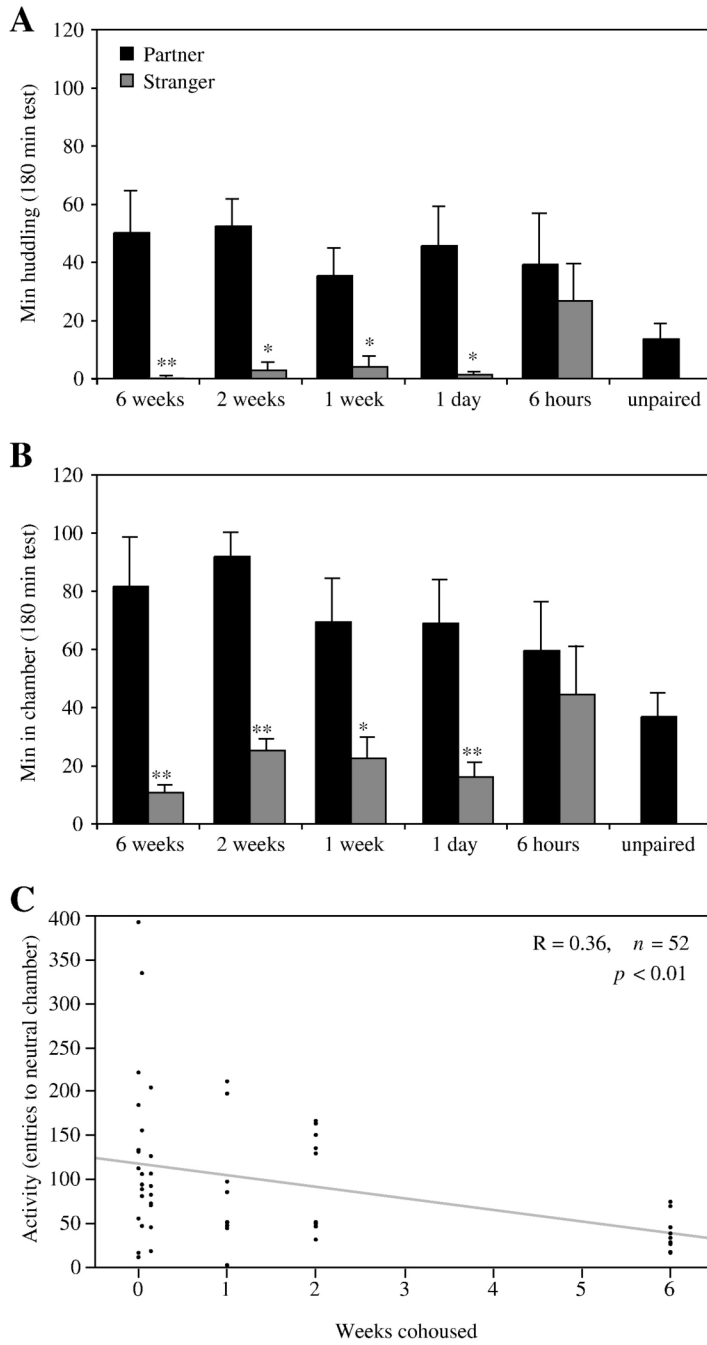 A
120
100
80
60
40
20
0
Min huddling (180 min test)
Partner
Stranger
** * * *
6 weeks 2 weeks 1 week 1 day 6 hours unpaired
B
120
100
80
60
40
20
0
Min in chamber (180 min test)
** ** * **
6 weeks 2 weeks 1 week 1 day 6 hours unpaired
C
400
350
300
250
200
150
100
50
0
Activity (entries to neutral chamber)
R = 0.36, n = 52
p < 0.01
0 1 2 3 4 5 6
Weeks cohoused